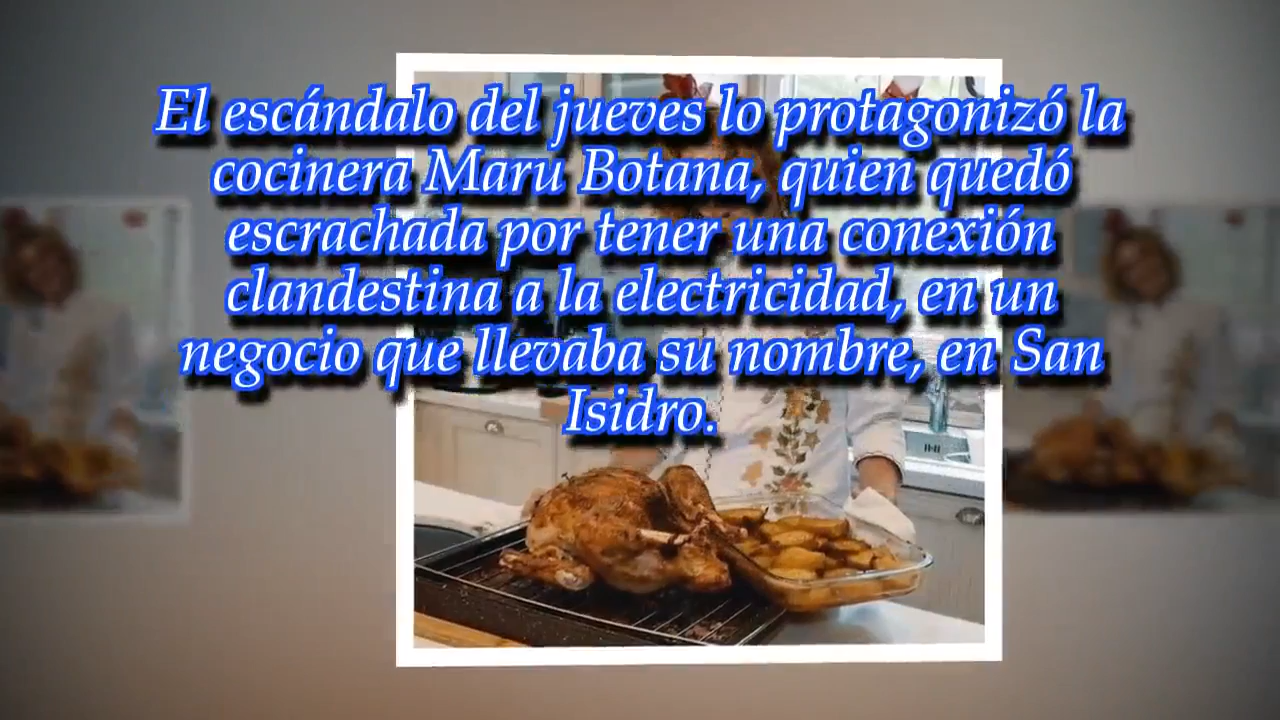 El escándalo del jueves lo protagonizó la
cocinera Maru Botana, quien quedó
escrachada por tener una conexión
clandestina a la electricidad, en un
negocio que llevaba su nombre, en San
Isidro.